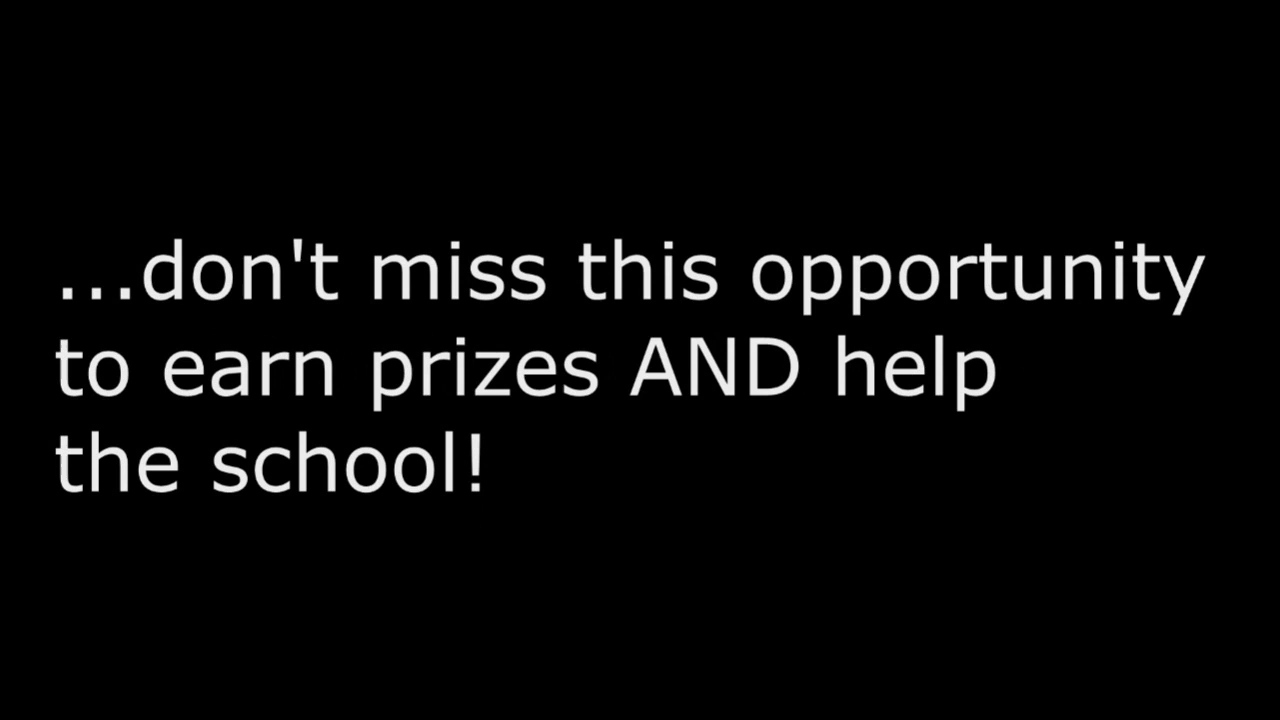 ...don't miss this opportunity
to earn prizes AND help
the school!